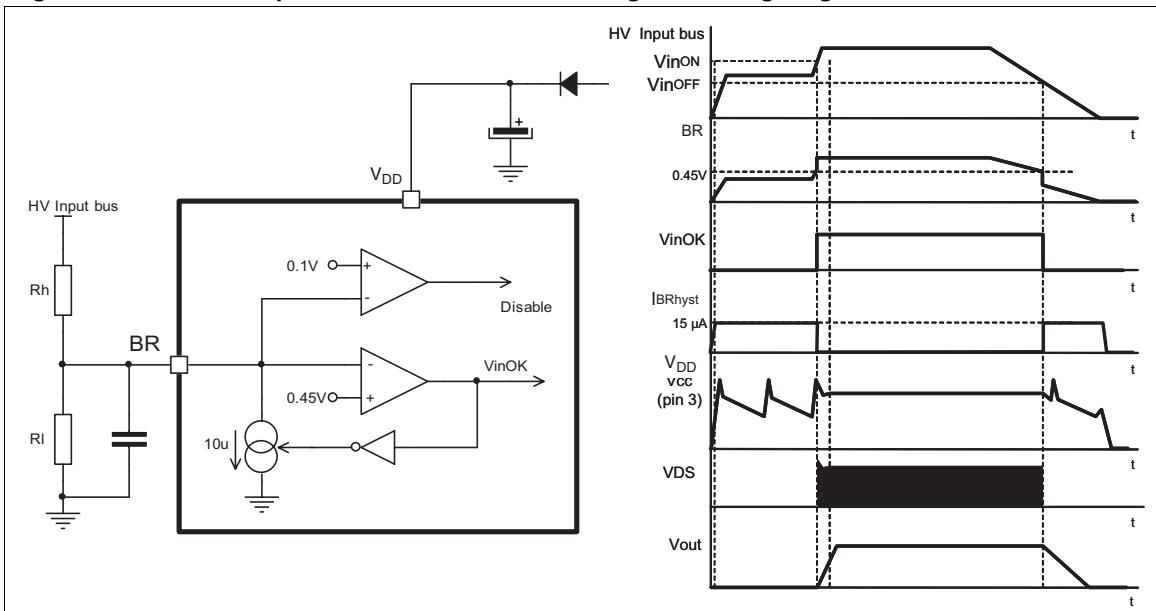 HV Input bus
Rh
BR
Rl
VDD
+
0.1V
+
-
Disable
-
0.45V
+
VinOK
10u
HV Input bus
VinON
VinOFF
t
BR
0.45V
t
VinOK
t
IBRhyst
15 µA
t
VDD
vcc
(pin 3)
t
VDS
t
Vout
t